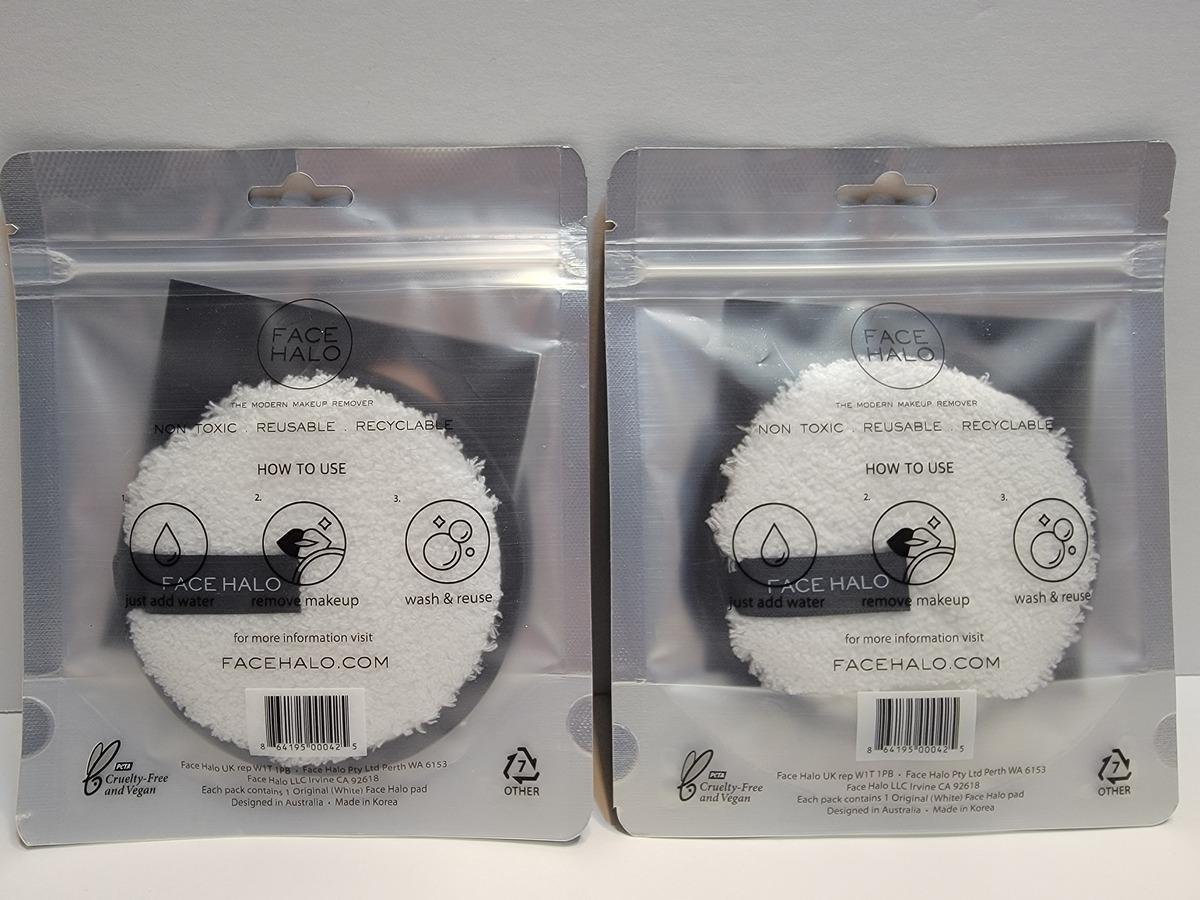 FACE
HALO
THE MODERN MAKEUP REMOVER
NON TOXIC . REUSABLE . RECYCLABLE
HOW TO USE
1.
2.
3.
FACE HALO
just add water
remove makeup
wash & reuse
for more information visit
FACEHALO.COM
8 64195 00042 5
PETA
Cruelty-Free
and Vegan
Face Halo UK rep W1T 1PB • Face Halo Pty Ltd Perth WA 6153
Face Halo LLC Irvine CA 92618
Each pack contains 1 Original (White) Face Halo pad
Designed in Australia • Made in Korea
7
OTHER
FACE
HALO
THE MODERN MAKEUP REMOVER
NON TOXIC . REUSABLE . RECYCLABLE
HOW TO USE
2.
3.
FACE HALO
just add water
remove makeup
wash & reuse
for more information visit
FACEHALO.COM
8 64195 00042 5
PETA
Cruelty-Free
and Vegan
Face Halo UK rep W1T 1PB • Face Halo Pty Ltd Perth WA 6153
Face Halo LLC Irvine CA 92618
Each pack contains 1 Original (White) Face Halo pad
Designed in Australia • Made in Korea
7
OTHER